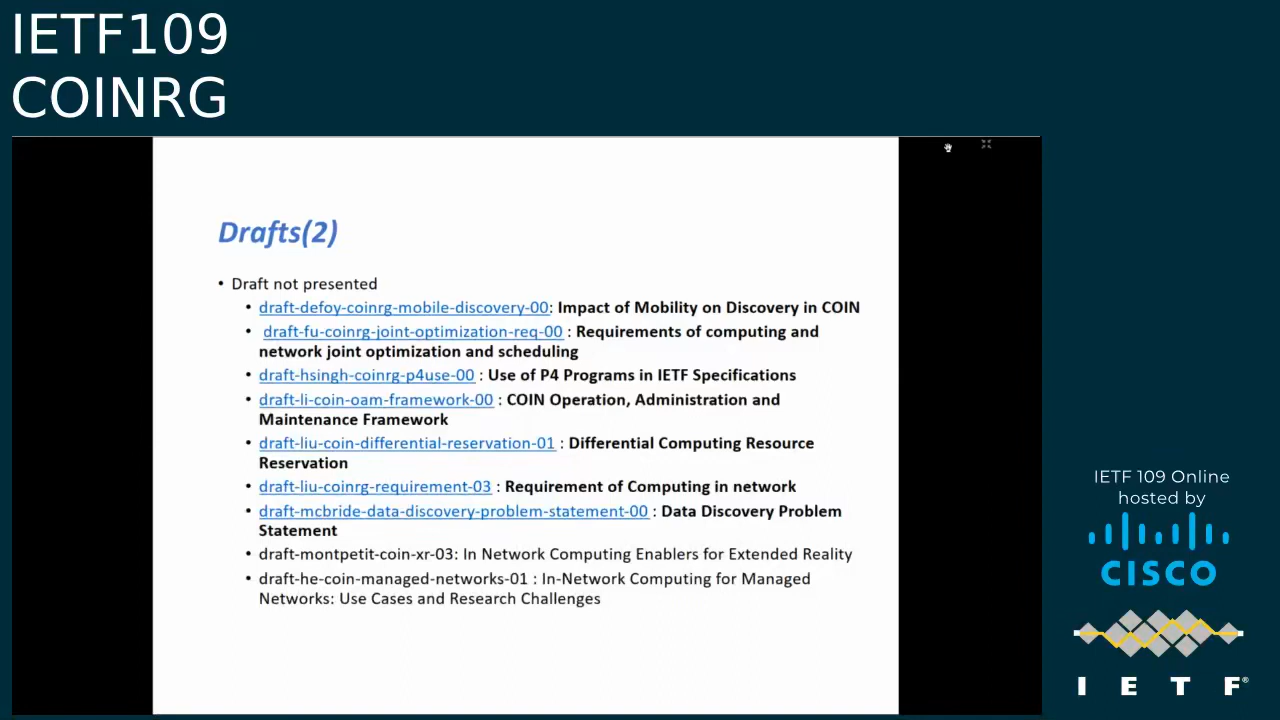 IETF109
COINRG
Drafts(2)
• Draft not presented
• draft-defoy-coinrg-mobile-discovery-00: Impact of Mobility on Discovery in COIN
• draft-fu-coinrg-joint-optimization-req-00 : Requirements of computing and
network joint optimization and scheduling
• draft-hsingh-coinrg-p4use-00 : Use of P4 Programs in IETF Specifications
• draft-li-coin-oam-framework-00 : COIN Operation, Administration and
Maintenance Framework
• draft-liu-coin-differential-reservation-01 : Differential Computing Resource
Reservation
• draft-liu-coinrg-requirement-03 : Requirement of Computing in network
• draft-mcbride-data-discovery-problem-statement-00 : Data Discovery Problem
Statement
• draft-montpetit-coin-xr-03: In Network Computing Enablers for Extended Reality
• draft-he-coin-managed-networks-01 : In-Network Computing for Managed
Networks: Use Cases and Research Challenges
IETF 109 Online
hosted by
CISCO
IETF®